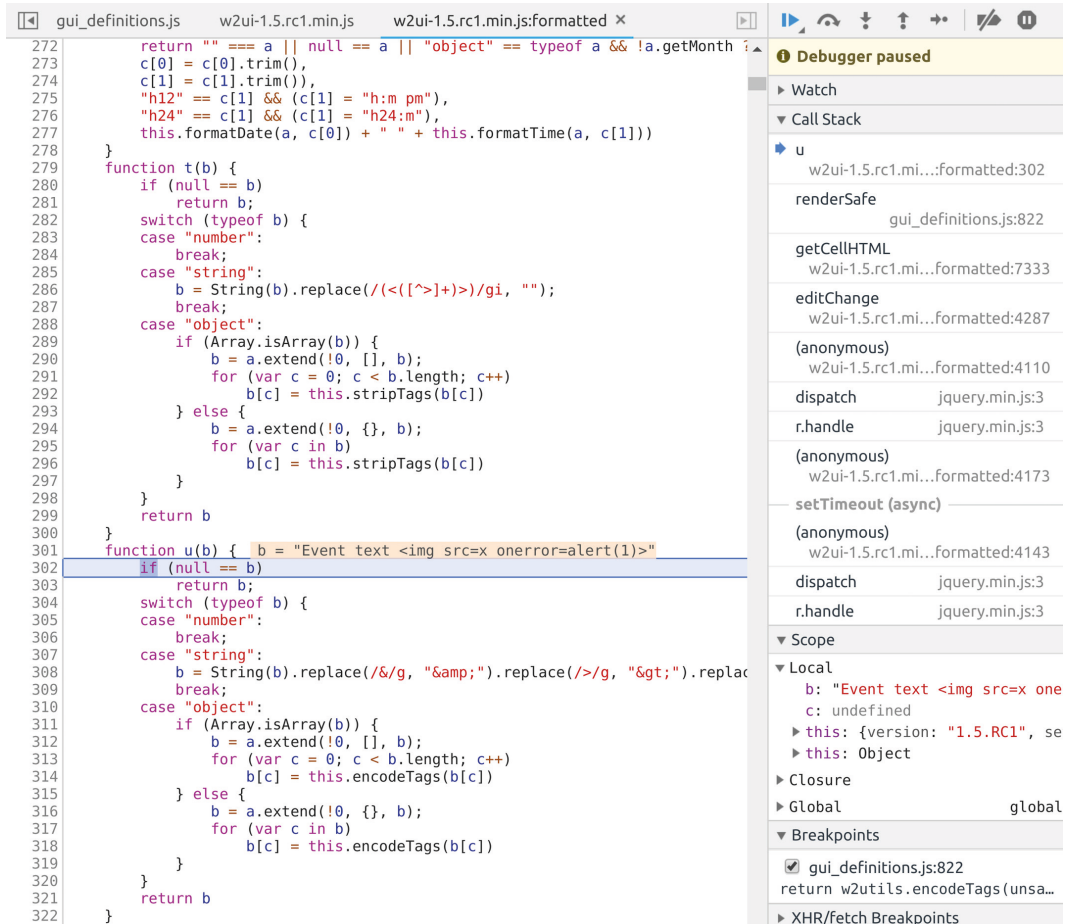 gui_definitions.js w2ui-1.5.rc1.min.js w2ui-1.5.rc1.min.js:formatted ×
272 return "" === a || null == a || "object" == typeof a && !a.getMonth ?
273 c[0] = c[0].trim(),
274 c[1] = c[1].trim()),
275 "h12" == c[1] && (c[1] = "h:m pm"),
276 "h24" == c[1] && (c[1] = "h24:m"),
277 this.formatDate(a, c[0]) + " " + this.formatTime(a, c[1]))
278 }
279 function t(b) {
280 if (null == b)
281 return b;
282 switch (typeof b) {
283 case "number":
284 break;
285 case "string":
286 b = String(b).replace(/(<([^>]+)>)/gi, "");
287 break;
288 case "object":
289 if (Array.isArray(b)) {
290 b = a.extend(!0, [], b);
291 for (var c = 0; c < b.length; c++)
292 b[c] = this.stripTags(b[c])
293 } else {
294 b = a.extend(!0, {}, b);
295 for (var c in b)
296 b[c] = this.stripTags(b[c])
297 }
298 }
299 return b
300 }
301 function u(b) { b = "Event text <img src=x onerror=alert(1)>"
302 if (null == b)
303 return b;
304 switch (typeof b) {
305 case "number":
306 break;
307 case "string":
308 b = String(b).replace(/&/g, "&amp;").replace(/>/g, "&gt;").replac
309 break;
310 case "object":
311 if (Array.isArray(b)) {
312 b = a.extend(!0, [], b);
313 for (var c = 0; c < b.length; c++)
314 b[c] = this.encodeTags(b[c])
315 } else {
316 b = a.extend(!0, {}, b);
317 for (var c in b)
318 b[c] = this.encodeTags(b[c])
319 }
320 }
321 return b
322 }
Debugger paused
Watch
Call Stack
u
w2ui-1.5.rc1.mi...:formatted:302
renderSafe
gui_definitions.js:822
getCellHTML
w2ui-1.5.rc1.mi...formatted:7333
editChange
w2ui-1.5.rc1.mi...formatted:4287
(anonymous)
w2ui-1.5.rc1.mi...formatted:4110
dispatch jquery.min.js:3
r.handle jquery.min.js:3
(anonymous)
w2ui-1.5.rc1.mi...formatted:4173
setTimeout (async)
(anonymous)
w2ui-1.5.rc1.mi...formatted:4143
dispatch jquery.min.js:3
r.handle jquery.min.js:3
Scope
Local
b: "Event text <img src=x one
c: undefined
this: {version: "1.5.RC1", se
this: Object
Closure
Global global
Breakpoints
gui_definitions.js:822
return w2utils.encodeTags(unsa...
XHR/fetch Breakpoints